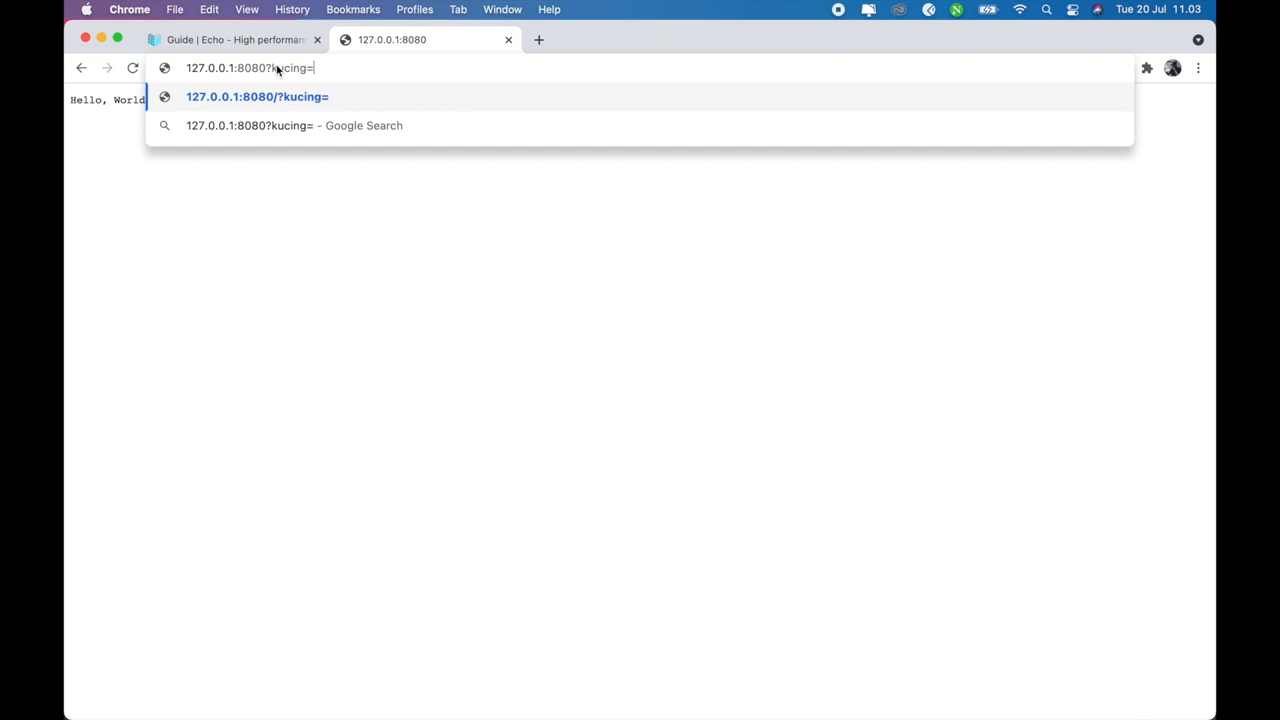 Chrome File Edit View History Bookmarks Profiles Tab Window Help Tue 20 Jul 11.03
Guide | Echo - High performan 127.0.0.1:8080
127.0.0.1:8080?kucing=
Hello, World
127.0.0.1:8080/?kucing=
127.0.0.1:8080?kucing= - Google Search